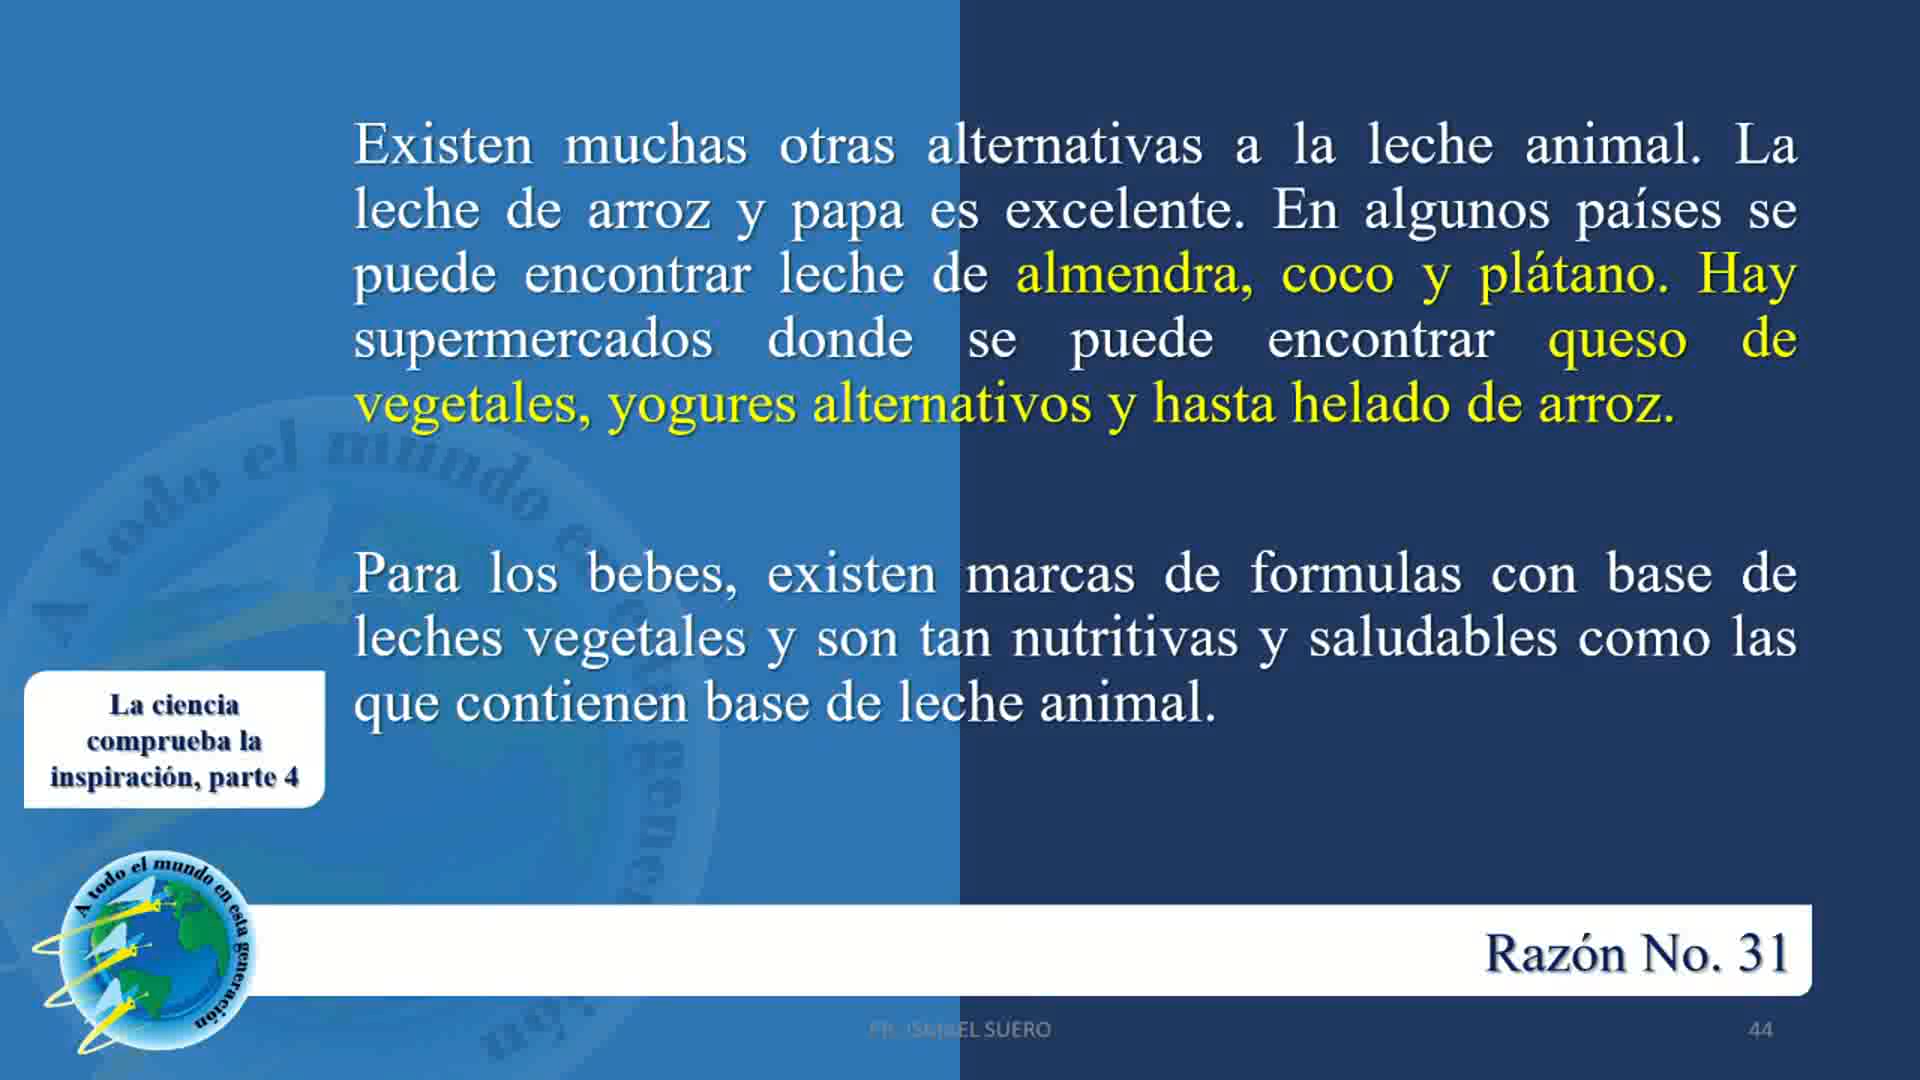 Existen muchas otras alternativas a la leche animal. La
leche de arroz y papa es excelente. En algunos países se
puede encontrar leche de almendra, coco y plátano. Hay
supermercados donde se puede encontrar queso de
vegetales, yogures alternativos y hasta helado de arroz.
Para los bebes, existen marcas de formulas con base de
leches vegetales y son tan nutritivas y saludables como las
que contienen base de leche animal.
La ciencia
comprueba la
inspiración, parte 4
A todo el mundo en esta generación
Razón No. 31
PR. ISMAEL SUERO
44